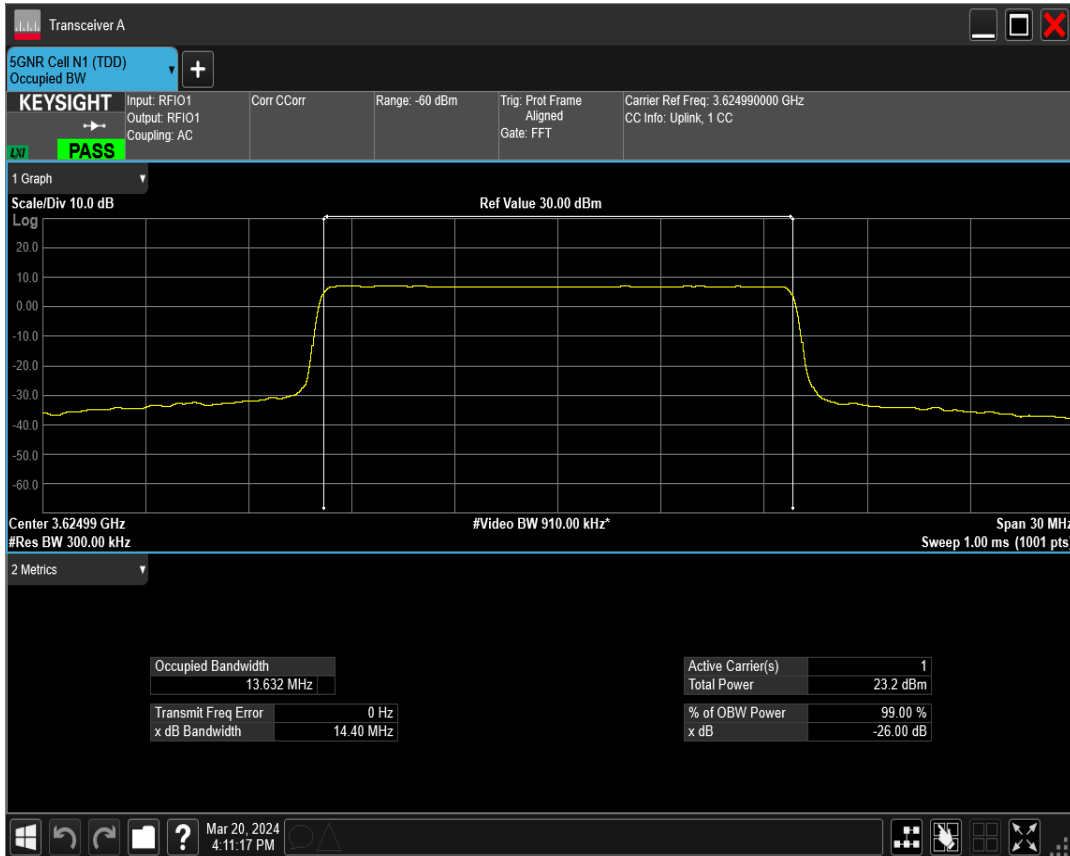 Transceiver A
5GNR Cell N1 (TDD)
Occupied BW
+
KEYSIGHT
LXI
PASS
Input: RFIO1
Output: RFIO1
Coupling: AC
Corr CCorr
Range: -60 dBm
Trig: Prot Frame
Aligned
Gate: FFT
Carrier Ref Freq: 3.624990000 GHz
CC Info: Uplink, 1 CC
1 Graph
Scale/Div 10.0 dB
Ref Value 30.00 dBm
Log
20.0
10.0
0.00
-10.0
-20.0
-30.0
-40.0
-50.0
-60.0
Center 3.62499 GHz
#Video BW 910.00 kHz*
Span 30 MHz
#Res BW 300.00 kHz
Sweep 1.00 ms (1001 pts)
2 Metrics
Occupied Bandwidth
13.632 MHz
Transmit Freq Error 0 Hz
x dB Bandwidth 14.40 MHz
Active Carrier(s) 1
Total Power 23.2 dBm
% of OBW Power 99.00 %
x dB -26.00 dB
?
Mar 20, 2024
4:11:17 PM